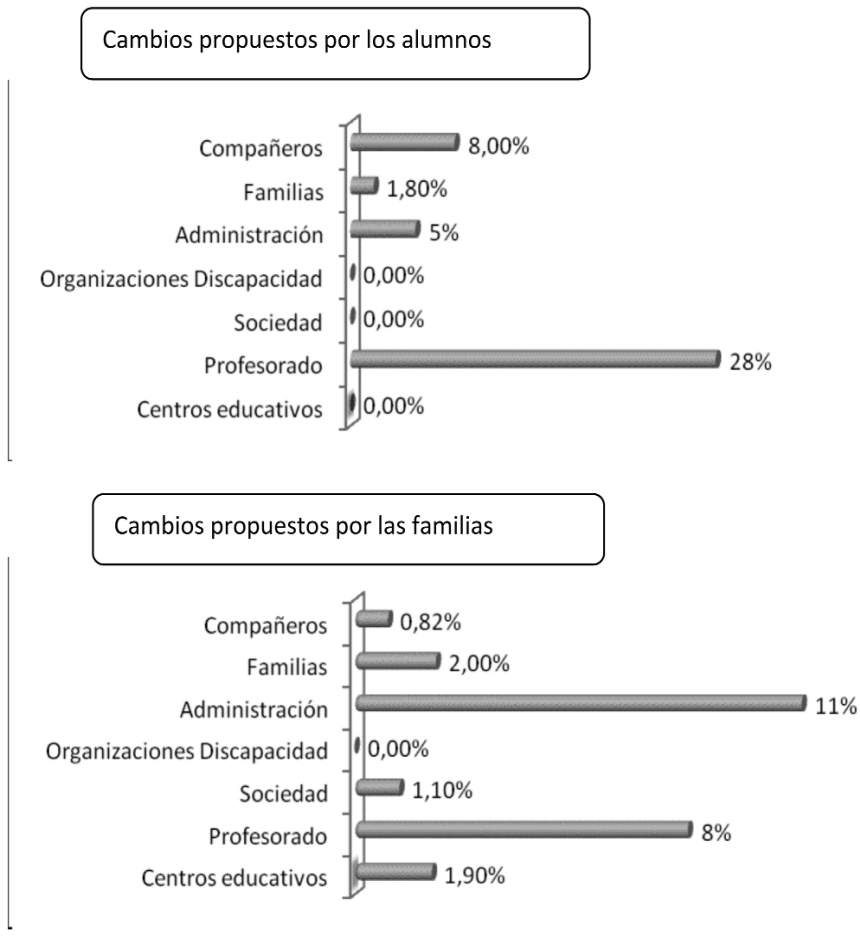 Cambios propuestos por los alumnos
Compañeros 8,00%
Familias 1,80%
Administración 5%
Organizaciones Discapacidad 0,00%
Sociedad 0,00%
Profesorado 28%
Centros educativos 0,00%
Cambios propuestos por las familias
Compañeros 0,82%
Familias 2,00%
Administración 11%
Organizaciones Discapacidad 0,00%
Sociedad 1,10%
Profesorado 8%
Centros educativos 1,90%